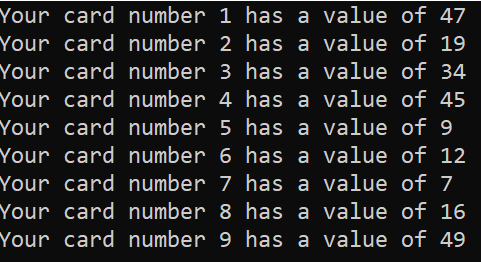 Your card number 1 has a value of 47
Your card number 2 has a value of 19
Your card number 3 has a value of 34
Your card number 4 has a value of 45
Your card number 5 has a value of 9
Your card number 6 has a value of 12
Your card number 7 has a value of 7
Your card number 8 has a value of 16
Your card number 9 has a value of 49